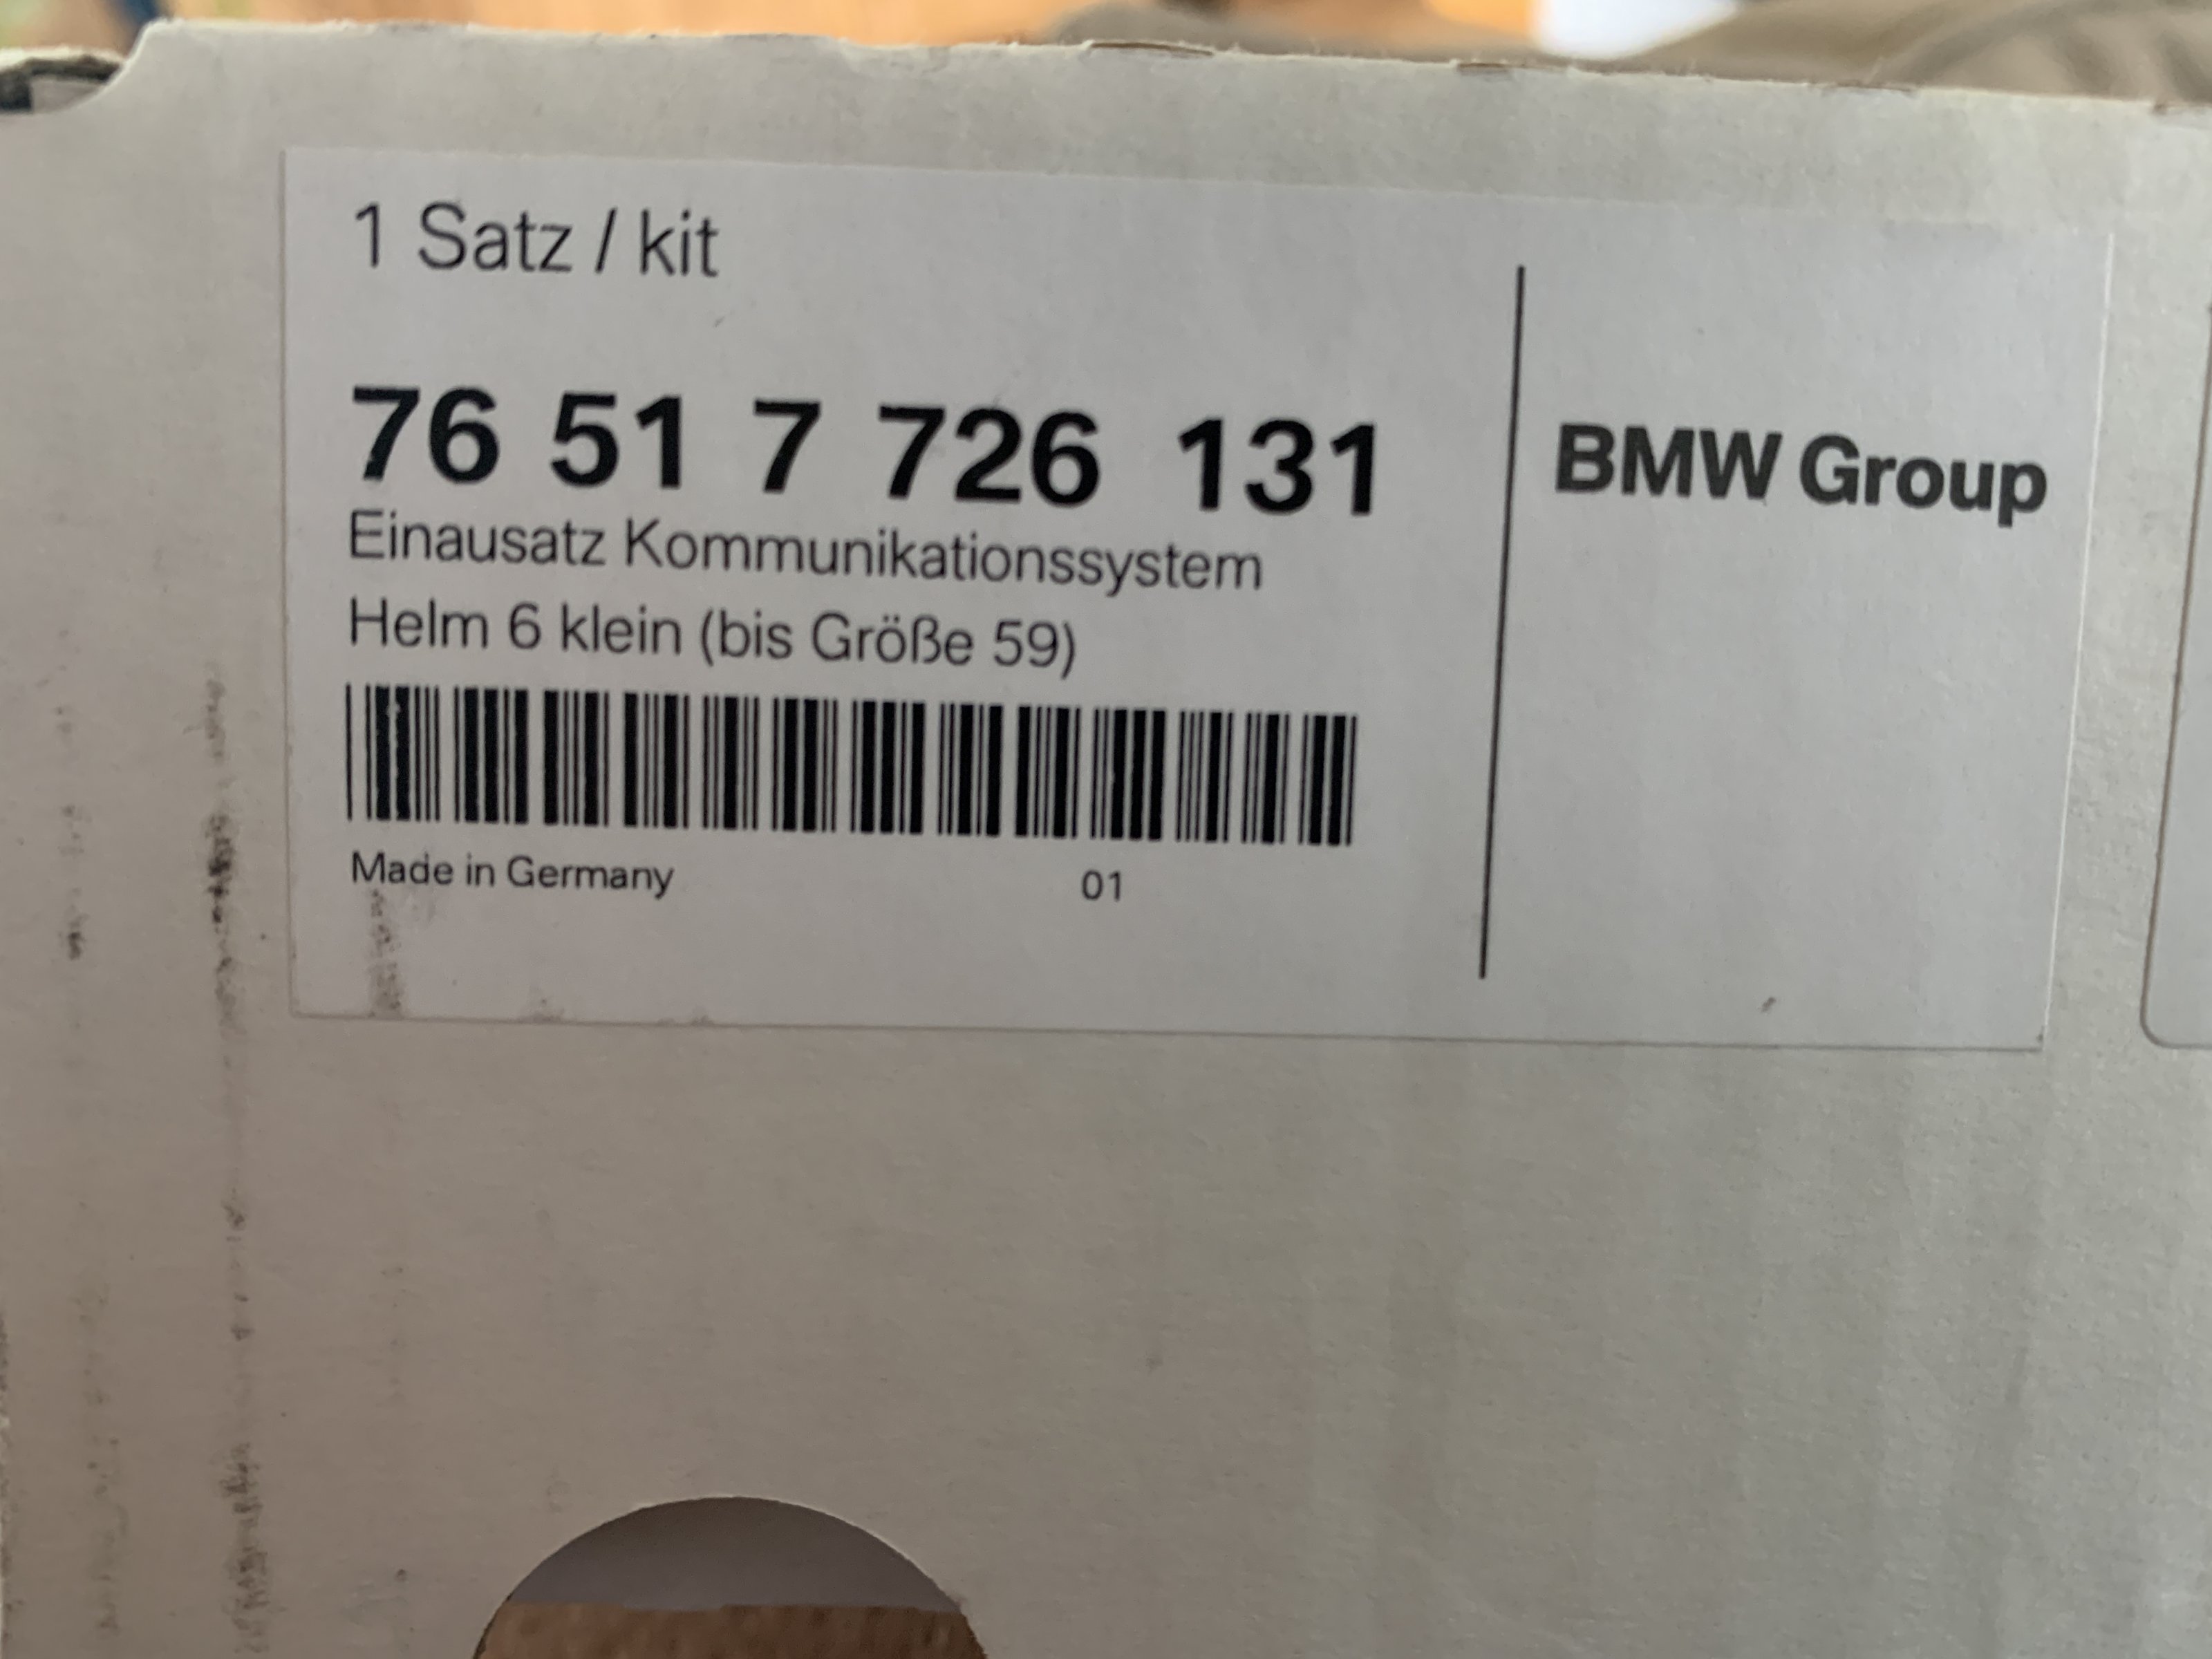 1 Satz / kit
76 51 7 726 131
Einausatz Kommunikationssystem
Helm 6 klein (bis Größe 59)
Made in Germany 01
BMW Group